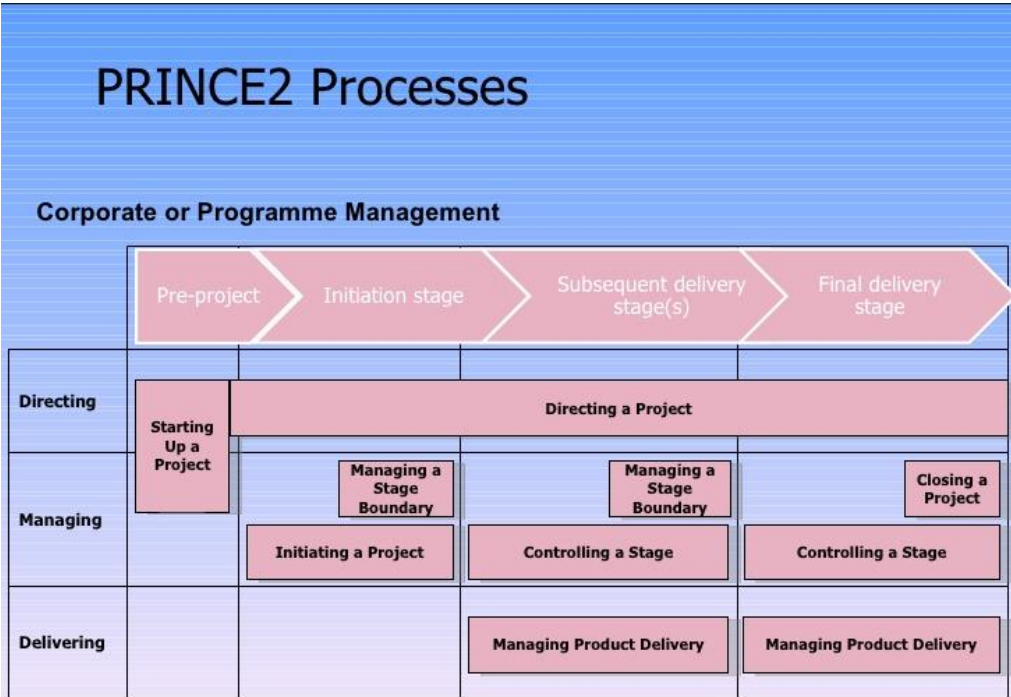 PRINCE2 Processes
Corporate or Programme Management
Pre-project
Initiation stage
Subsequent delivery
stage(s)
Final delivery
stage
Directing
Starting
Up a
Project
Directing a Project
Managing
Managing a
Stage
Boundary
Managing a
Stage
Boundary
Closing a
Project
Initiating a Project
Controlling a Stage
Controlling a Stage
Delivering
Managing Product Delivery
Managing Product Delivery